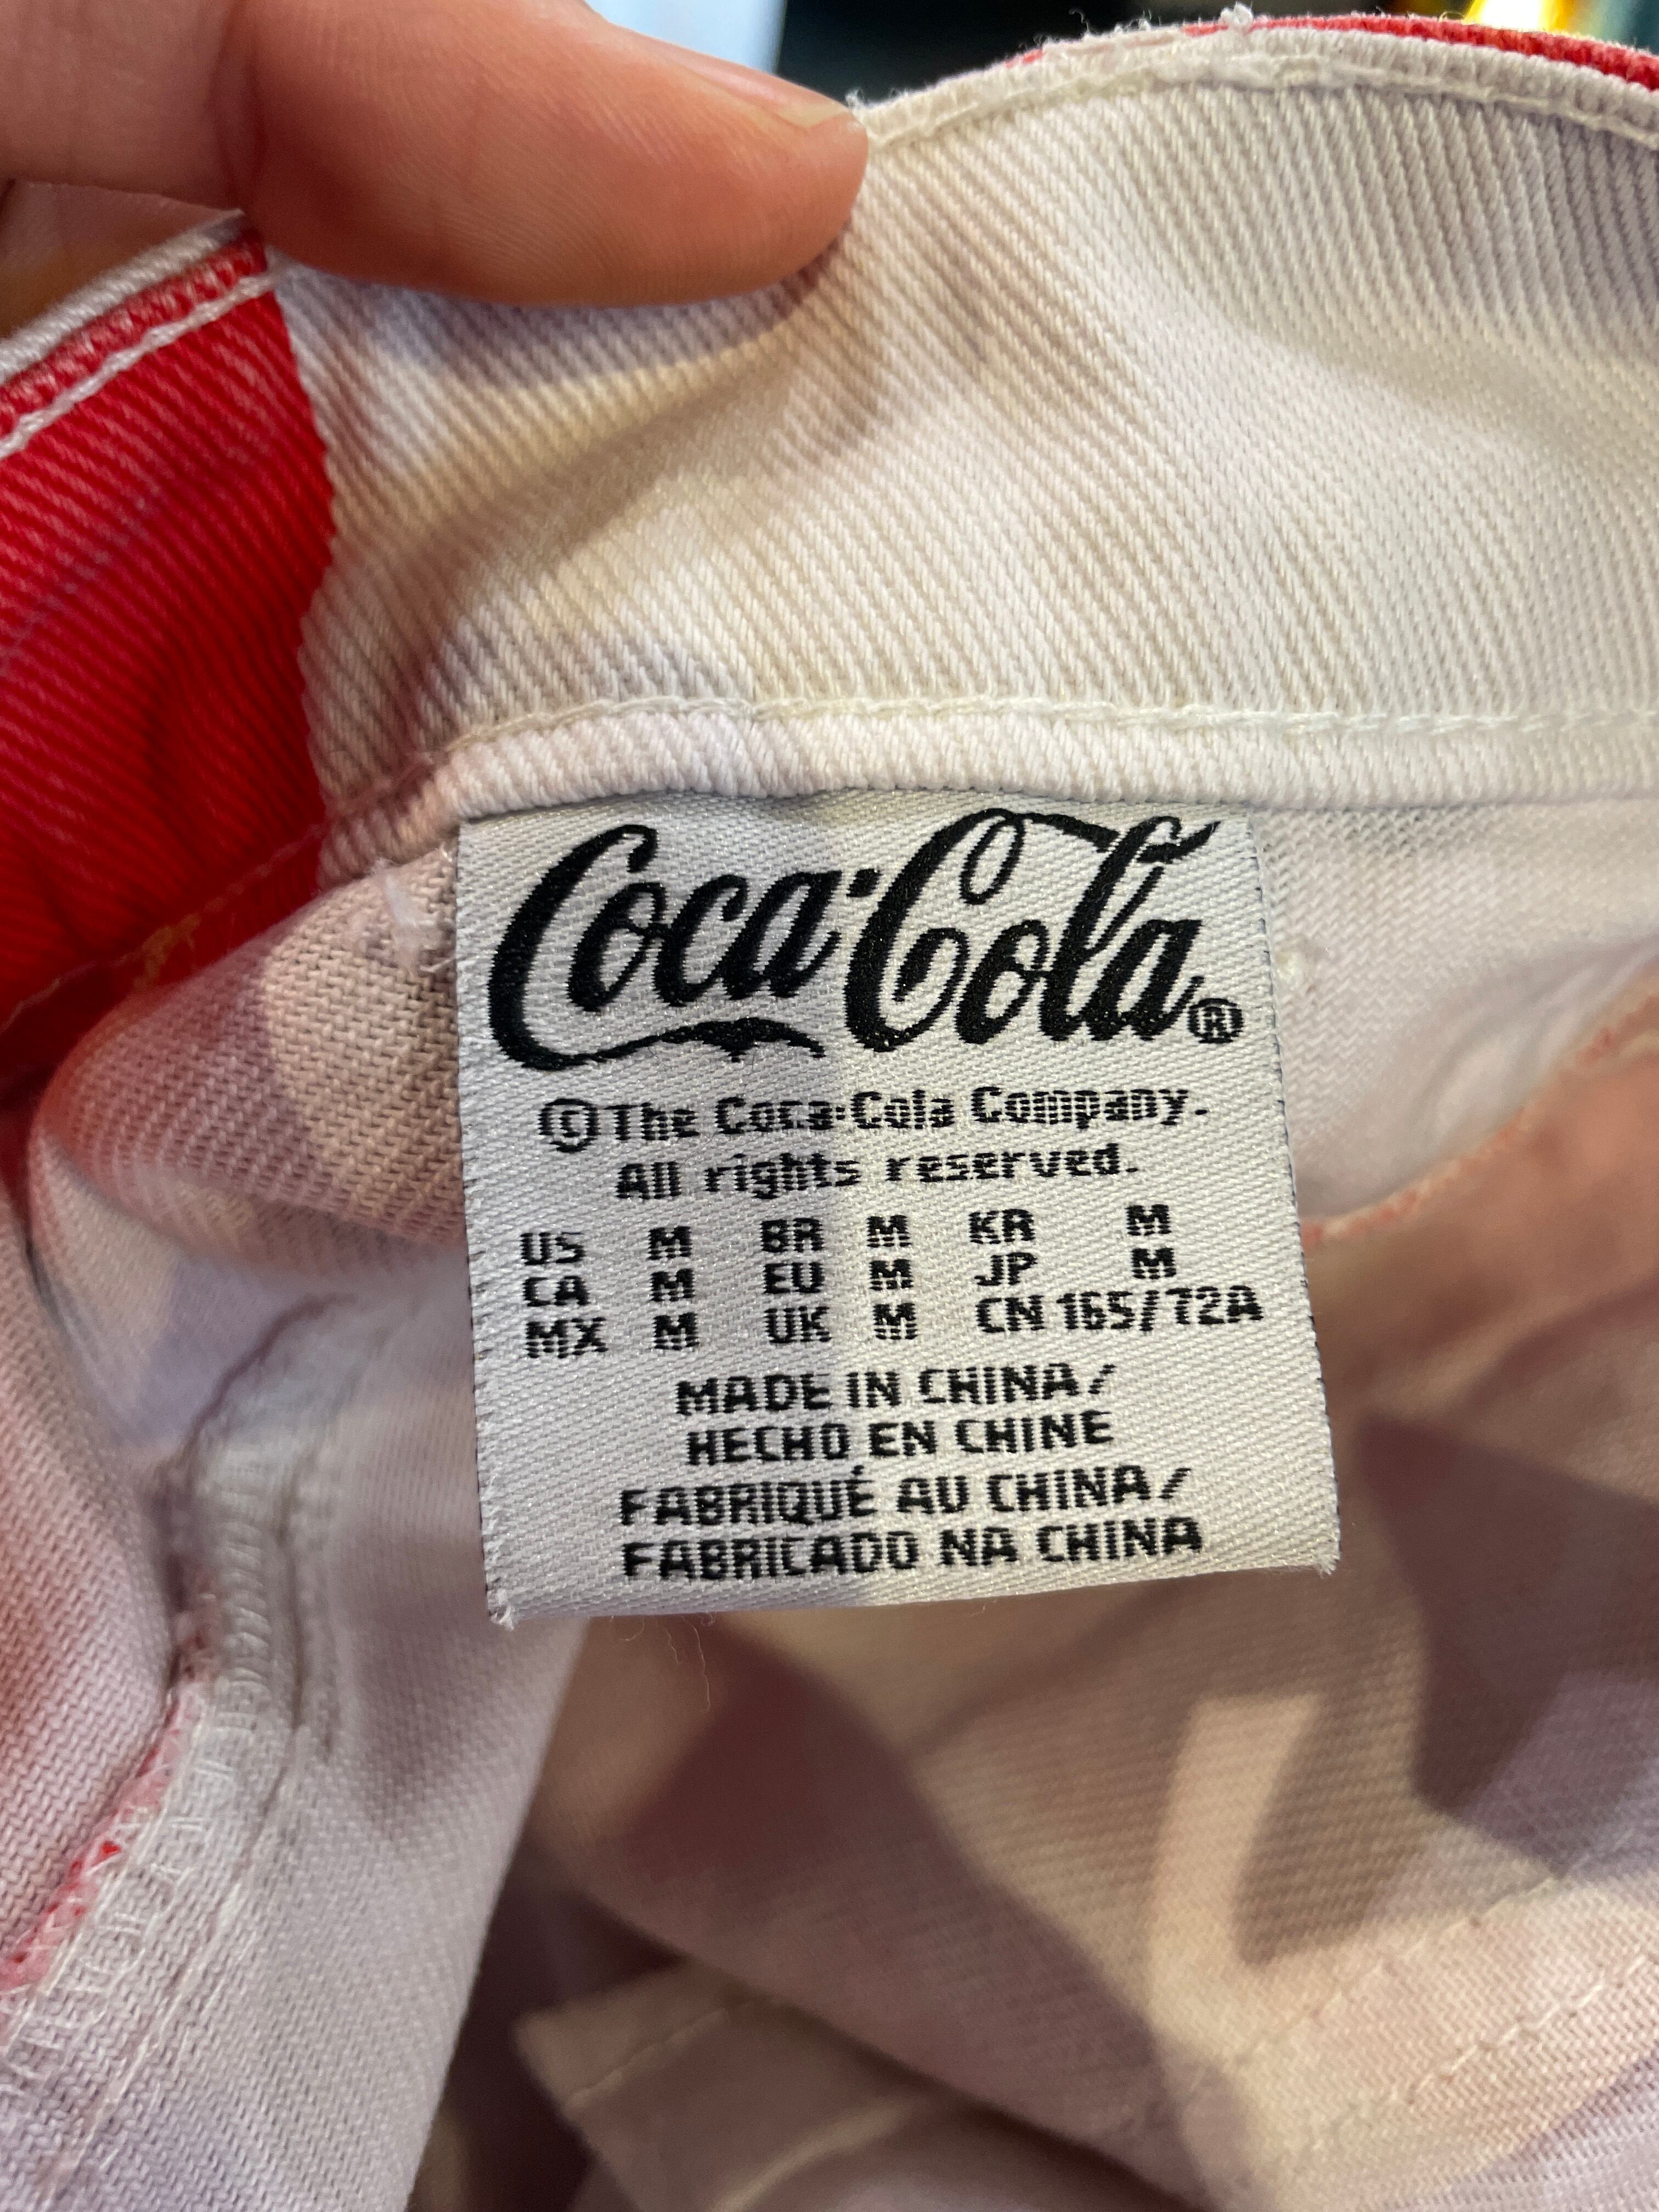 Coca-Cola®
©The Coca-Cola Company.
All rights reserved.
US M BR M KR M
CA M EU M JP M
MX M UK M CN 165/72A
MADE IN CHINA/
HECHO EN CHINE
FABRIQUÉ AU CHINA/
FABRICADO NA CHINA